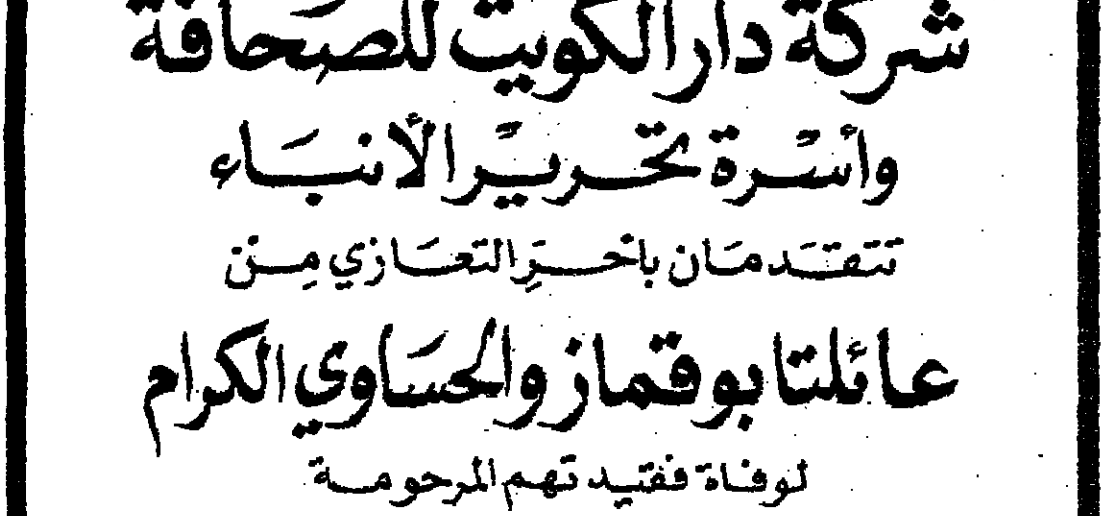 شركة دار الكويت للصحافة
وأسرة تحرير الأنباء
تتقدمان بأحر التعازي من
عائلتا بوقماز والحساوي الكرام
لوفاة فقيدتهم المرحومة